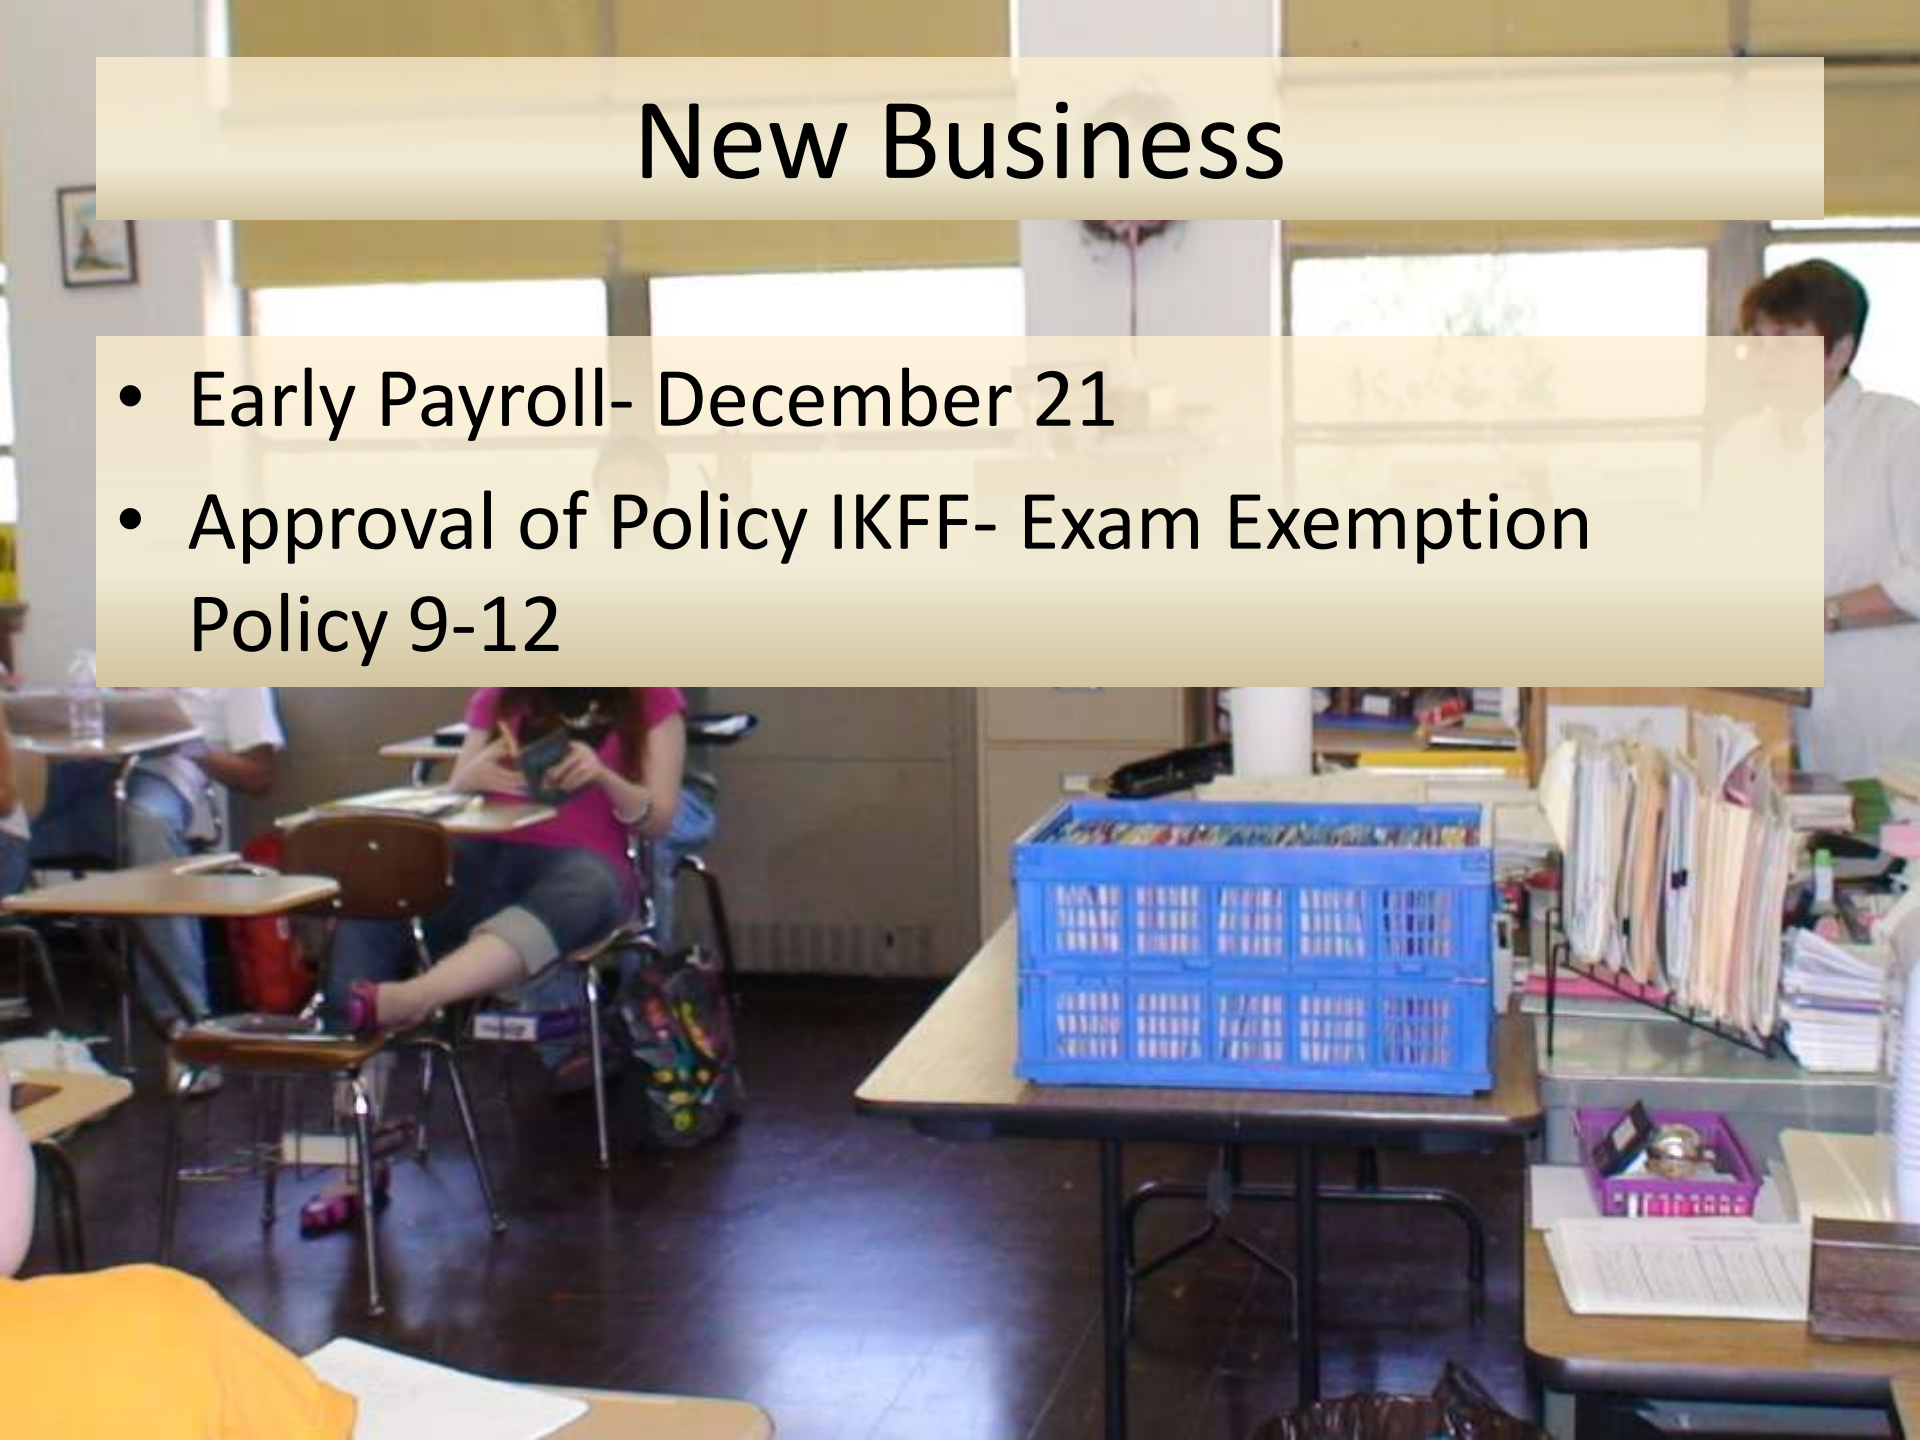 New Business
• Early Payroll- December 21
• Approval of Policy IKFF- Exam Exemption
Policy 9-12